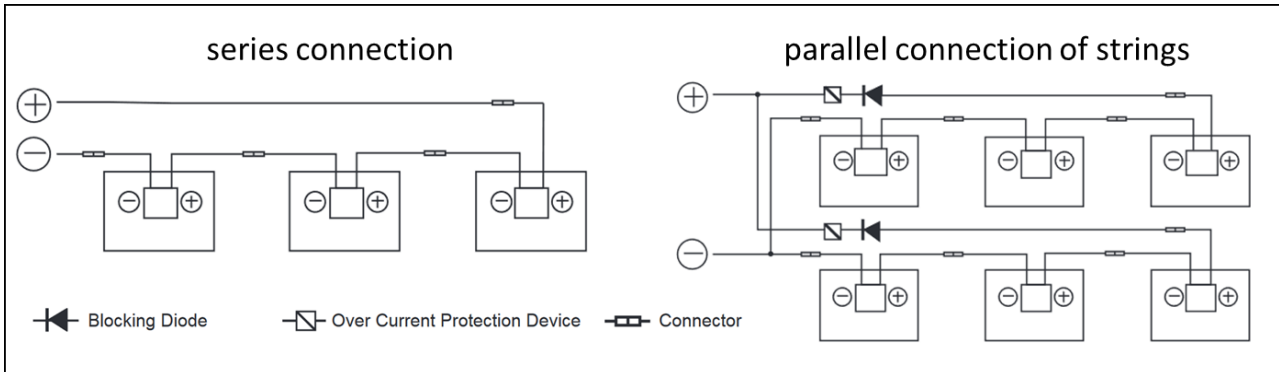 series connection
parallel connection of strings
Blocking Diode
Over Current Protection Device
Connector